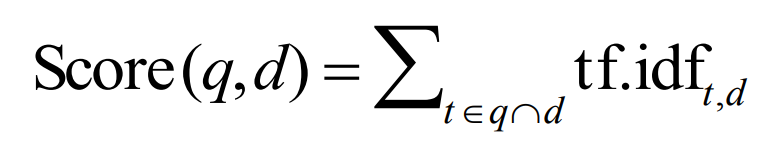 Score(q,d) = ∑_{t∈q∩d} tf.idf_{t,d}